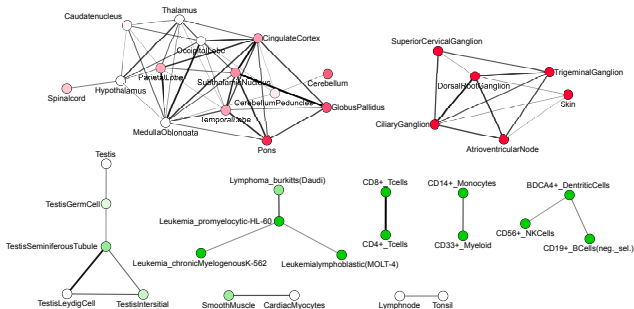 Thalamus
Caudatenucleus
OccipitalLobe
CingulateCortex
ParietalLobe
SubthalamicNucleus
Cerebellum
Hypothalamus
Spinalcord
CerebellumPeduncles
GlobusPallidus
TemporalLobe
MedullaOblongata
Pons
SuperiorCervicalGanglion
TrigeminalGanglion
DorsalRootGanglion
Skin
CiliaryGanglion
AtrioventricularNode
Testis
TestisGermCell
TestisSeminiferousTubule
TestisLeydigCell
TestisIntersitial
Lymphoma_burkitts(Daudi)
Leukemia_promyelocytic-HL-60
Leukemia_chronicMyelogenousK-562
Leukemialymphoblastic(MOLT-4)
CD8+_Tcells
CD4+_Tcells
CD14+_Monocytes
CD33+_Myeloid
BDCA4+_DentriticCells
CD56+_NKCells
CD19+_BCells(neg._sel.)
SmoothMuscle
CardiacMyocytes
Lymphnode
Tonsil